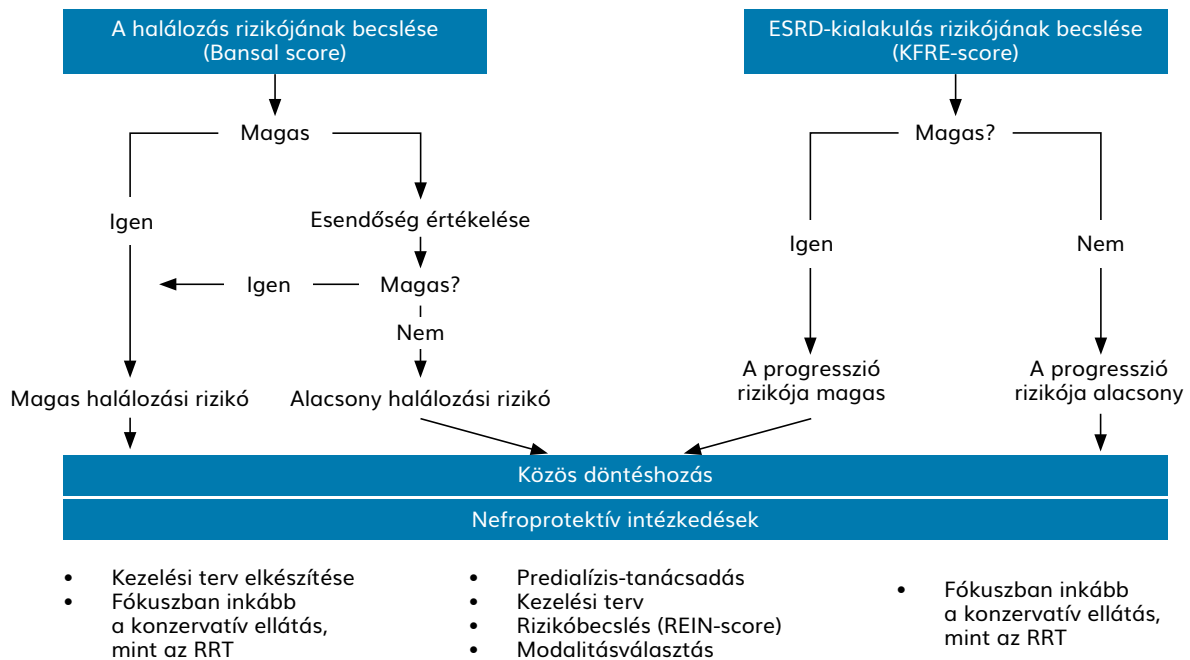 A halálozás rizikójának becslése
(Bansal score)
Magas
Igen
Esendőség értékelése
Igen
Magas?
Nem
Magas halálozási rizikó
Alacsony halálozási rizikó
ESRD-kialakulás rizikójának becslése
(KFRE-score)
Magas?
Igen
Nem
A progresszió
rizikója magas
A progresszió
rizikója alacsony
Közös döntéshozás
Nefroprotektív intézkedések
• Kezelési terv elkészítése
• Fókuszban inkább
a konzervatív ellátás,
mint az RRT
• Predialízis-tanácsadás
• Kezelési terv
• Rizikóbecslés (REIN-score)
• Modalitásválasztás
• Fókuszban inkább
a konzervatív ellátás,
mint az RRT